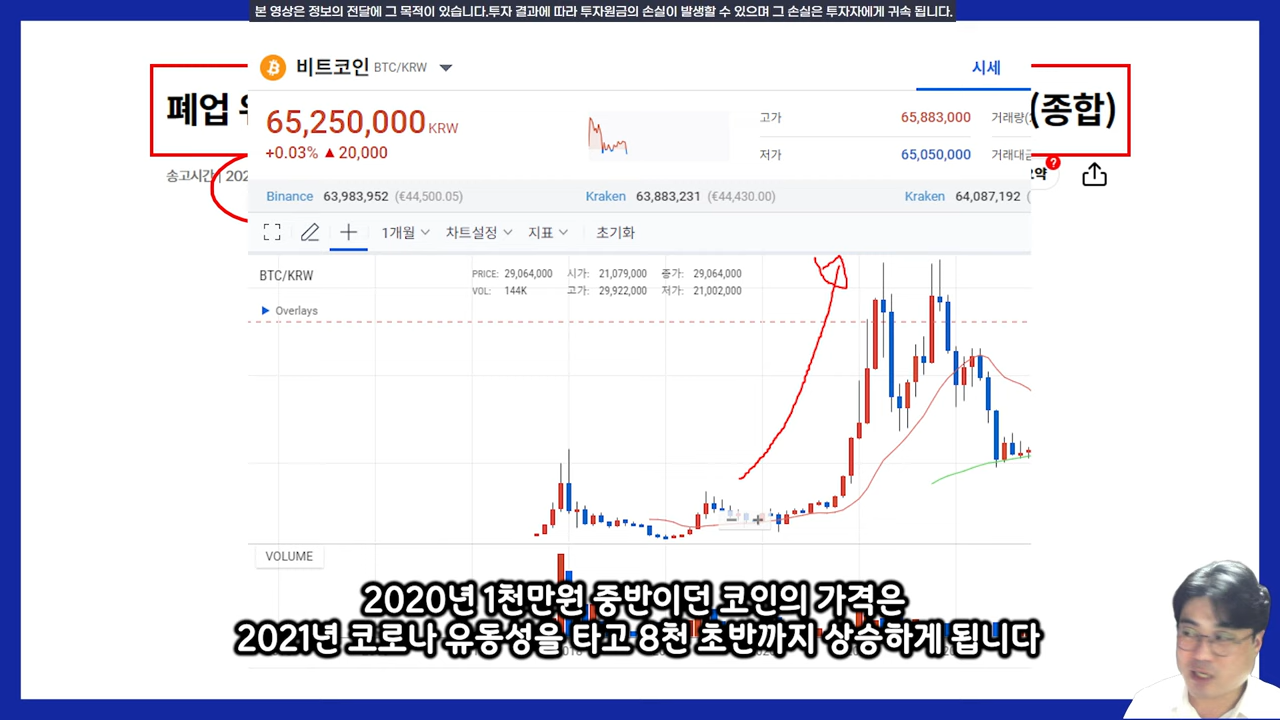 본 영상은 정보의 전달에 그 목적이 있습니다.투자 결과에 따라 투자원금의 손실이 발생할 수 있으며 그 손실은 투자자에게 귀속 됩니다.
비트코인 BTC/KRW
시세
폐업
(종합)
65,250,000 KRW
고가 65,883,000 거래량
+0.03% ▲ 20,000
저가 65,050,000 거래대금
송고시간 202
약
?
Binance 63,983,952 (€44,500.05) Kraken 63,883,231 (€44,430.00) Kraken 64,087,192 (
1개월 차트설정 지표 초기화
BTC/KRW
PRICE: 29,064,000 시가: 21,079,000 종가: 29,064,000
VOL: 144K 고가: 29,922,000 저가: 21,002,000
Overlays
VOLUME
2020년 1천만원 중반이던 코인의 가격은
2021년 코로나 유동성을 타고 8천 초반까지 상승하게 됩니다